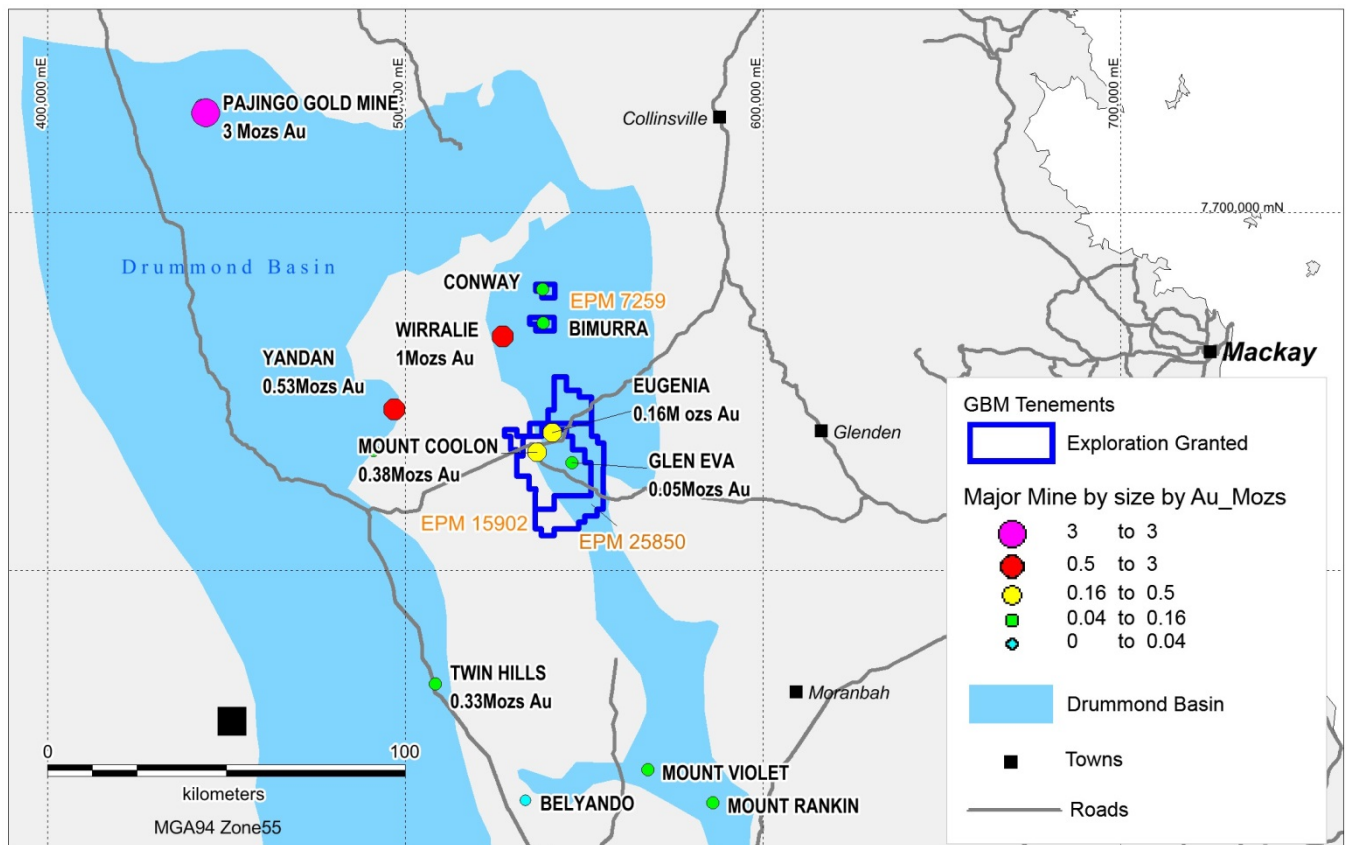 400,000 mE
500,000 mE
600,000 mE
700,000 mE
PAJINGO GOLD MINE
3 Mozs Au
Collinsville
7,700,000 mN
Drummond Basin
CONWAY
EPM 7259
BIMURRA
WIRRALIE
1Mozs Au
YANDAN
0.53Mozs Au
EUGENIA
0.16M ozs Au
Mackay
MOUNT COOLON
0.38Mozs Au
GLEN EVA
0.05Mozs Au
Glenden
EPM 15902
EPM 25850
TWIN HILLS
0.33Mozs Au
Moranbah
MOUNT VIOLET
BELYANDO
MOUNT RANKIN
0 100
kilometers
MGA94 Zone55
GBM Tenements
Exploration Granted
Major Mine by size by Au_Mozs
3 to 3
0.5 to 3
0.16 to 0.5
0.04 to 0.16
0 to 0.04
Drummond Basin
Towns
Roads